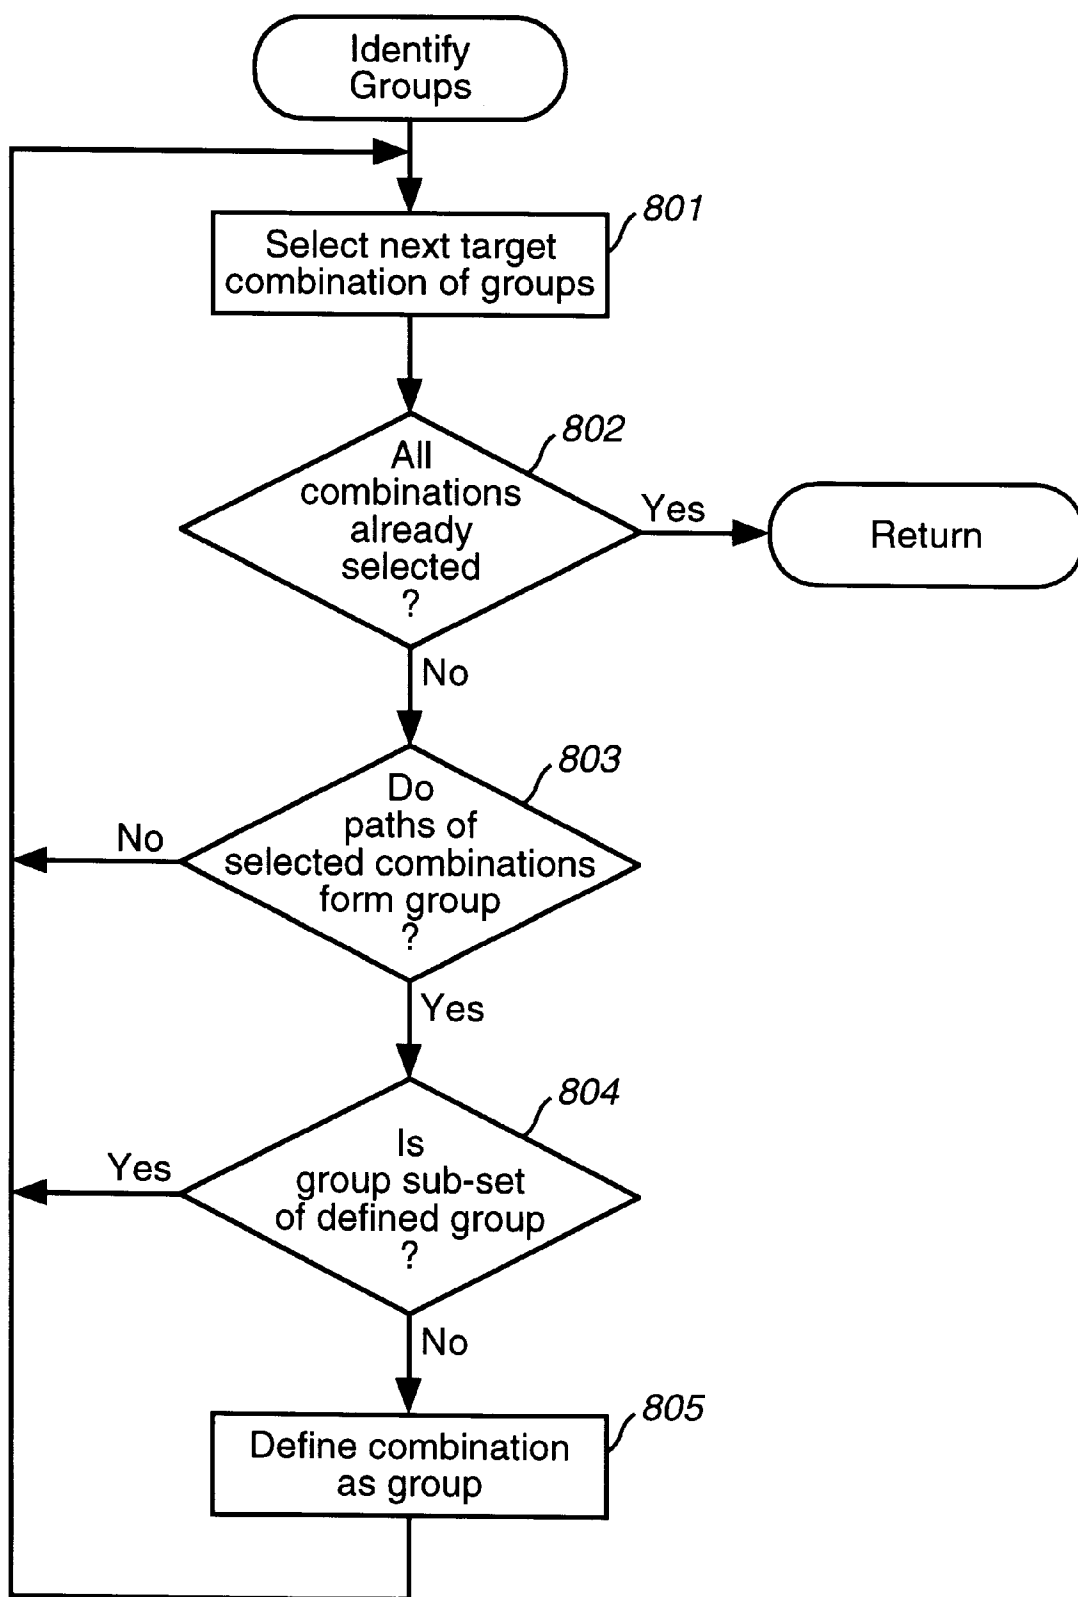 Identify
Groups
801
Select next target
combination of groups
802
All
combinations
already
selected
?
Yes
Return
No
803
Do
paths of
selected combinations
form group
?
No
Yes
804
Is
group sub-set
of defined group
?
Yes
No
805
Define combination
as group